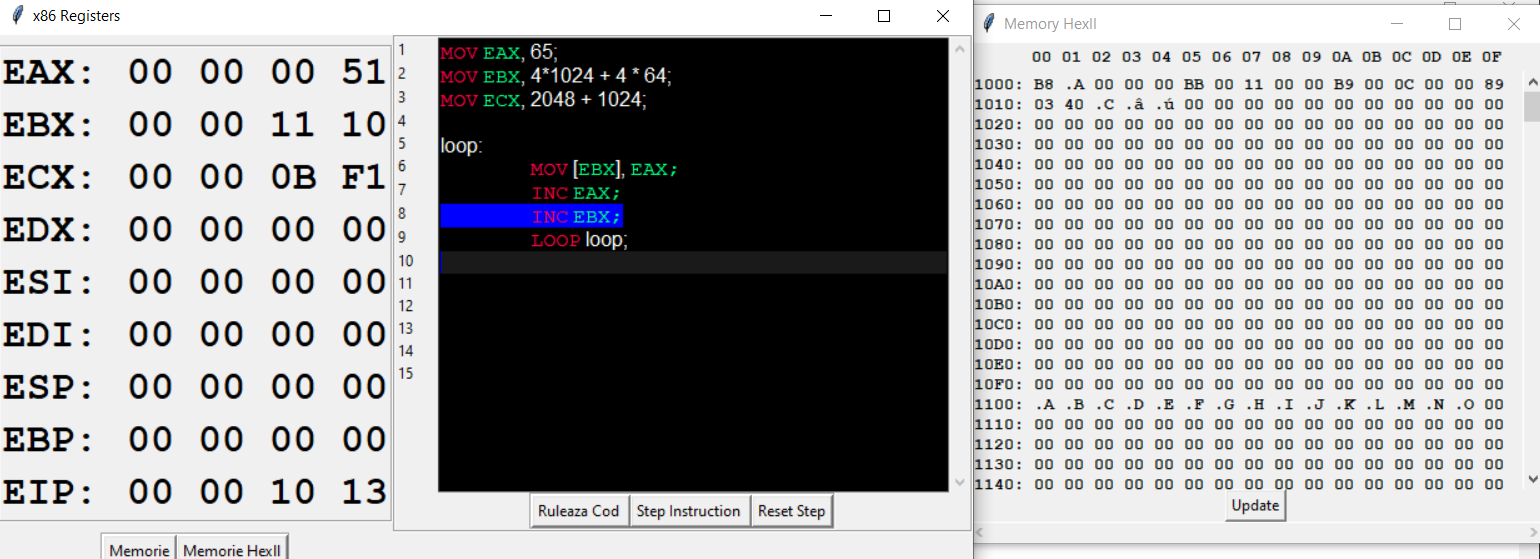 x86 Registers
EAX: 00 00 00 51
EBX: 00 00 11 10
ECX: 00 00 0B F1
EDX: 00 00 00 00
ESI: 00 00 00 00
EDI: 00 00 00 00
ESP: 00 00 00 00
EBP: 00 00 00 00
EIP: 00 00 10 13
Memorie Memorie HexII
1 MOV EAX, 65;
2 MOV EBX, 4*1024 + 4 * 64;
3 MOV ECX, 2048 + 1024;
4
5 loop:
6 MOV [EBX], EAX;
7 INC EAX;
8 INC EBX;
9 LOOP loop;
10
11
12
13
14
15
Ruleaza Cod Step Instruction Reset Step
Memory HexII
00 01 02 03 04 05 06 07 08 09 0A 0B 0C 0D 0E 0F
1000: B8 .A 00 00 00 BB 00 11 00 00 B9 00 0C 00 00 89
1010: 03 40 .C .â .ú 00 00 00 00 00 00 00 00 00 00 00
1020: 00 00 00 00 00 00 00 00 00 00 00 00 00 00 00 00
1030: 00 00 00 00 00 00 00 00 00 00 00 00 00 00 00 00
1040: 00 00 00 00 00 00 00 00 00 00 00 00 00 00 00 00
1050: 00 00 00 00 00 00 00 00 00 00 00 00 00 00 00 00
1060: 00 00 00 00 00 00 00 00 00 00 00 00 00 00 00 00
1070: 00 00 00 00 00 00 00 00 00 00 00 00 00 00 00 00
1080: 00 00 00 00 00 00 00 00 00 00 00 00 00 00 00 00
1090: 00 00 00 00 00 00 00 00 00 00 00 00 00 00 00 00
10A0: 00 00 00 00 00 00 00 00 00 00 00 00 00 00 00 00
10B0: 00 00 00 00 00 00 00 00 00 00 00 00 00 00 00 00
10C0: 00 00 00 00 00 00 00 00 00 00 00 00 00 00 00 00
10D0: 00 00 00 00 00 00 00 00 00 00 00 00 00 00 00 00
10E0: 00 00 00 00 00 00 00 00 00 00 00 00 00 00 00 00
10F0: 00 00 00 00 00 00 00 00 00 00 00 00 00 00 00 00
1100: .A .B .C .D .E .F .G .H .I .J .K .L .M .N .O 00
1110: 00 00 00 00 00 00 00 00 00 00 00 00 00 00 00 00
1120: 00 00 00 00 00 00 00 00 00 00 00 00 00 00 00 00
1130: 00 00 00 00 00 00 00 00 00 00 00 00 00 00 00 00
1140: 00 00 00 00 00 00 00 00 00 00 00 00 00 00 00 00
Update